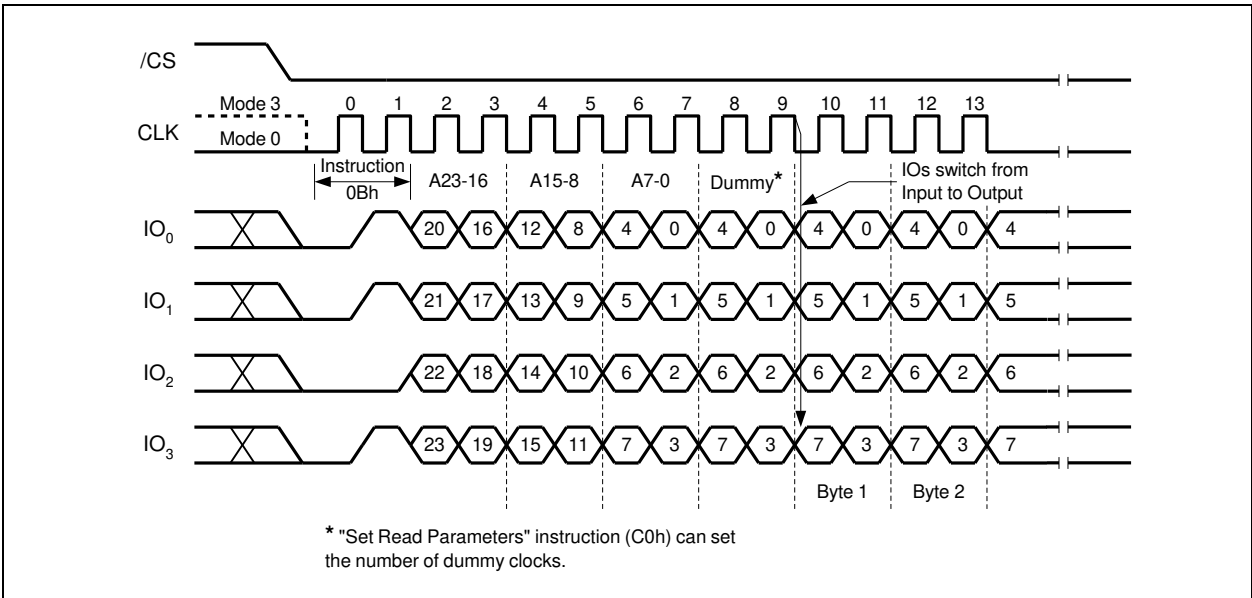 /CS
Mode 3 0 1 2 3 4 5 6 7 8 9 10 11 12 13
CLK
Mode 0
Instruction
0Bh
A23-16 A15-8 A7-0 Dummy*
IOs switch from
Input to Output
IO0 20 16 12 8 4 0 4 0 4 0 4 0 4
IO1 21 17 13 9 5 1 5 1 5 1 5 1 5
IO2 22 18 14 10 6 2 6 2 6 2 6 2 6
IO3 23 19 15 11 7 3 7 3 7 3 7 3 7
Byte 1 Byte 2
* "Set Read Parameters" instruction (C0h) can set
the number of dummy clocks.